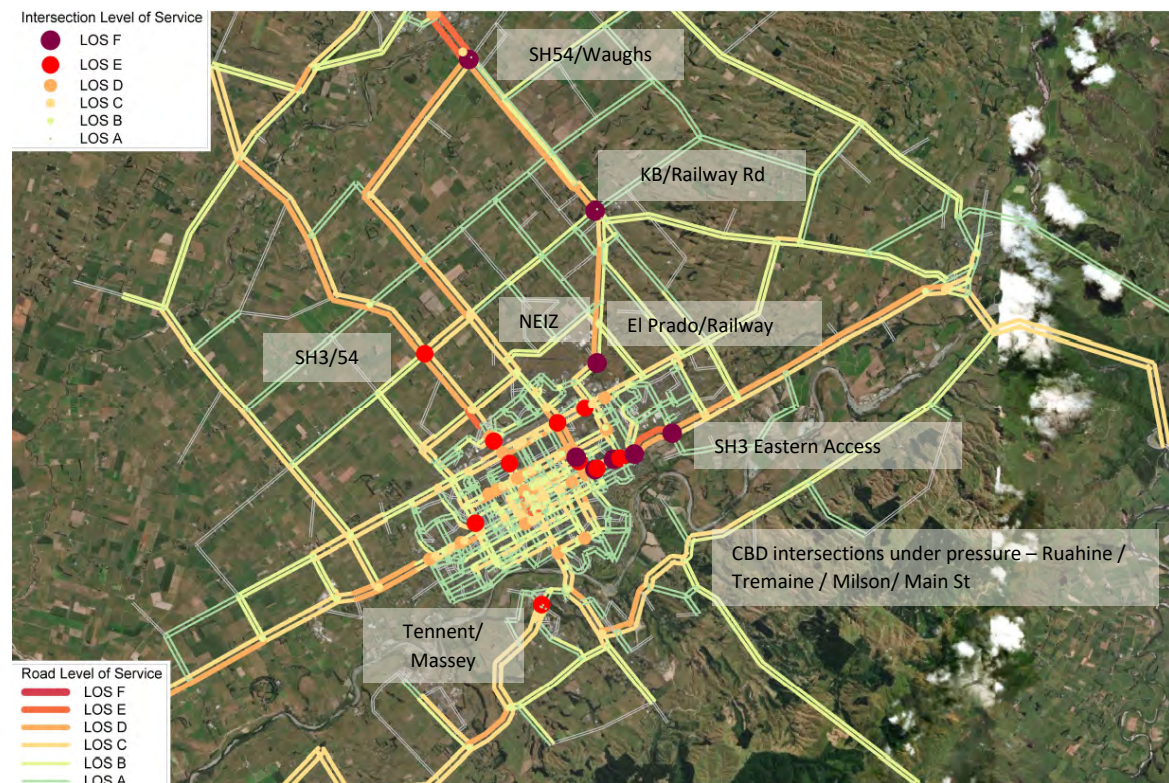 Intersection Level of Service
LOS F
LOS E
LOS D
LOS C
LOS B
LOS A
SH54/Waughs
KB/Railway Rd
NEIZ
El Prado/Railway
SH3/54
SH3 Eastern Access
CBD intersections under pressure – Ruahine /
Tremaine / Milson/ Main St
Tennent/
Massey
Road Level of Service
LOS F
LOS E
LOS D
LOS C
LOS B
LOS A